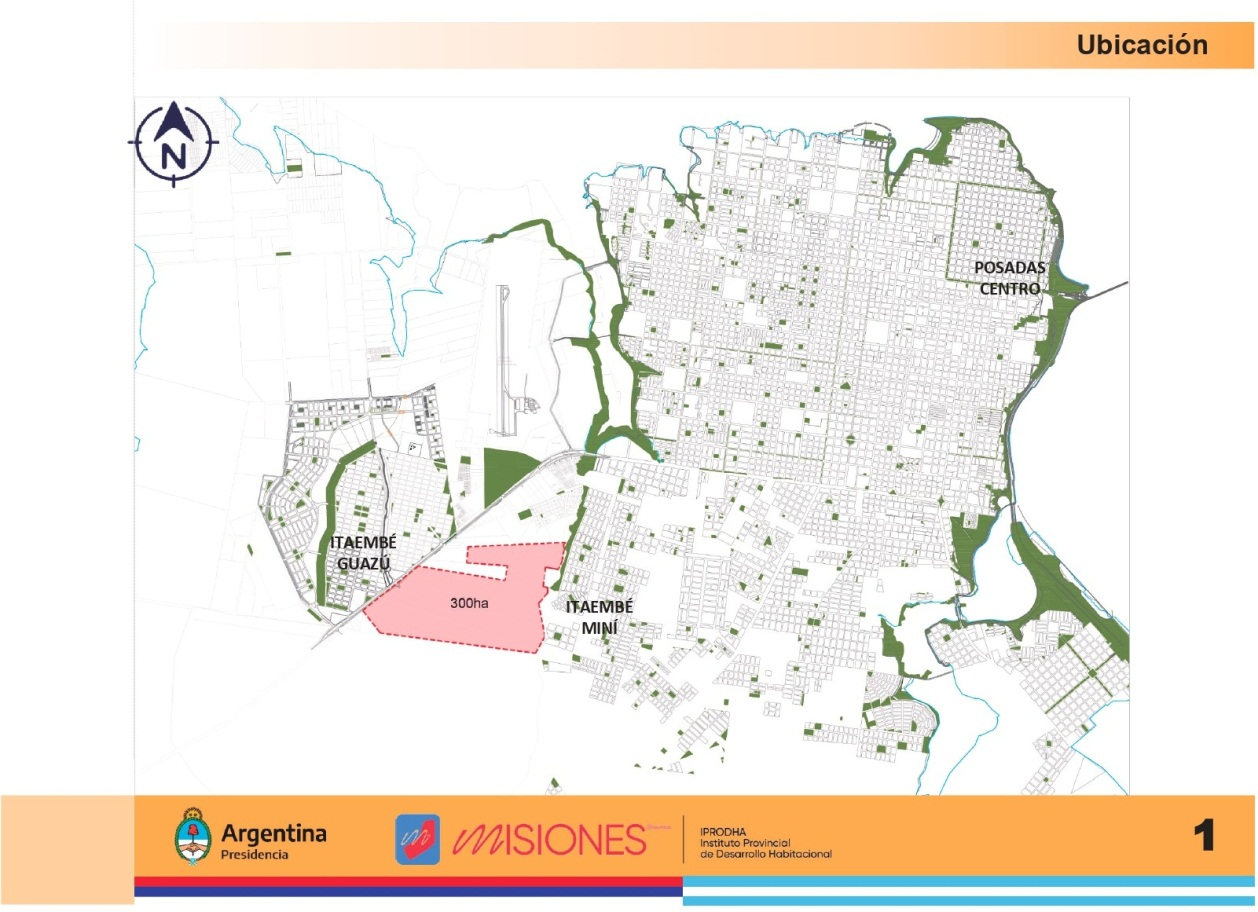 Ubicación
N
POSADAS
CENTRO
ITAEMBÉ
GUAZÚ
300ha
ITAEMBÉ
MINÍ
Argentina
Presidencia
MISIONES
IPRODHA
Instituto Provincial
de Desarrollo Habitacional
1